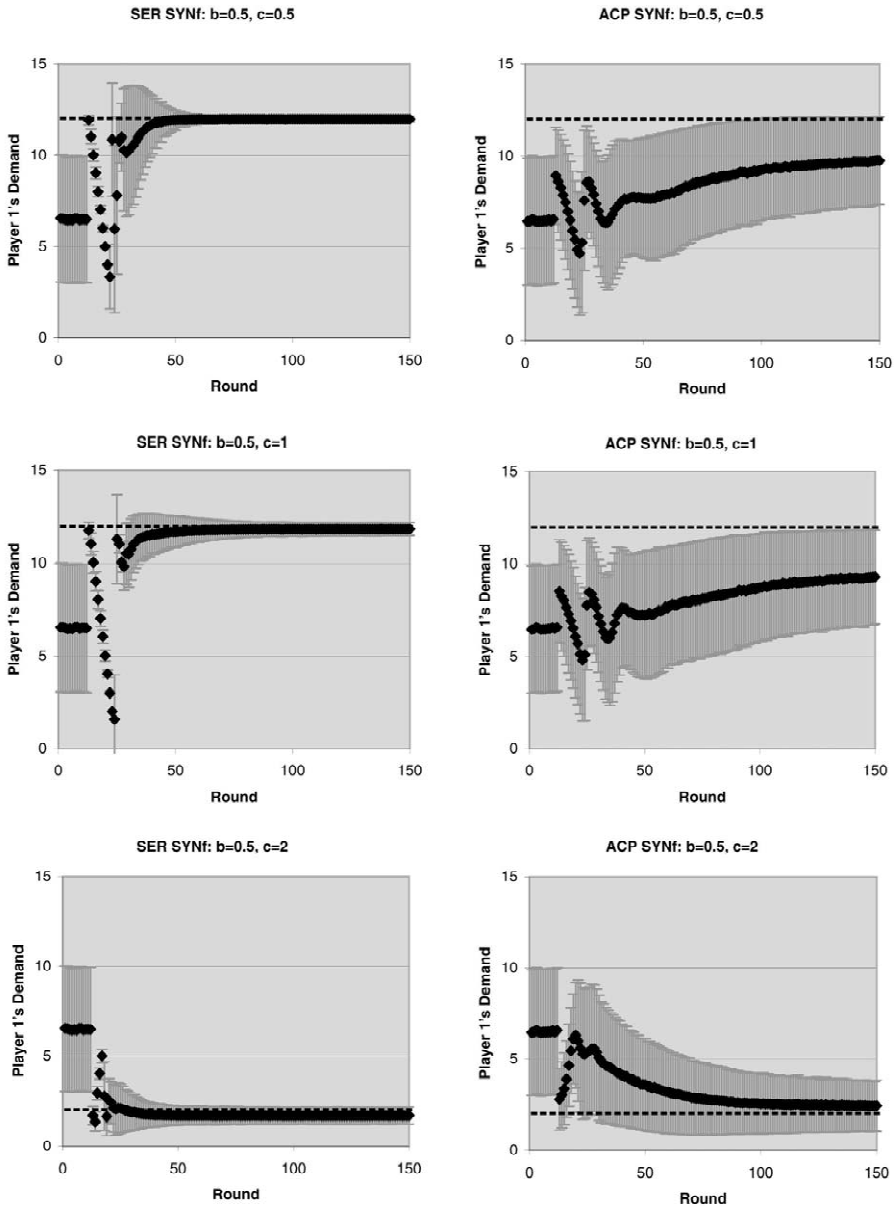 SER SYNf: b=0.5, c=0.5
Player 1's Demand
15
10
5
0
0 50 100 150
Round
ACP SYNf: b=0.5, c=0.5
Player 1's Demand
15
10
5
0
0 50 100 150
Round
SER SYNf: b=0.5, c=1
Player 1's Demand
15
10
5
0
0 50 100 150
Round
ACP SYNf: b=0.5, c=1
Player 1's Demand
15
10
5
0
0 50 100 150
Round
SER SYNf: b=0.5, c=2
Player 1's Demand
15
10
5
0
0 50 100 150
Round
ACP SYNf: b=0.5, c=2
Player 1's Demand
15
10
5
0
0 50 100 150
Round